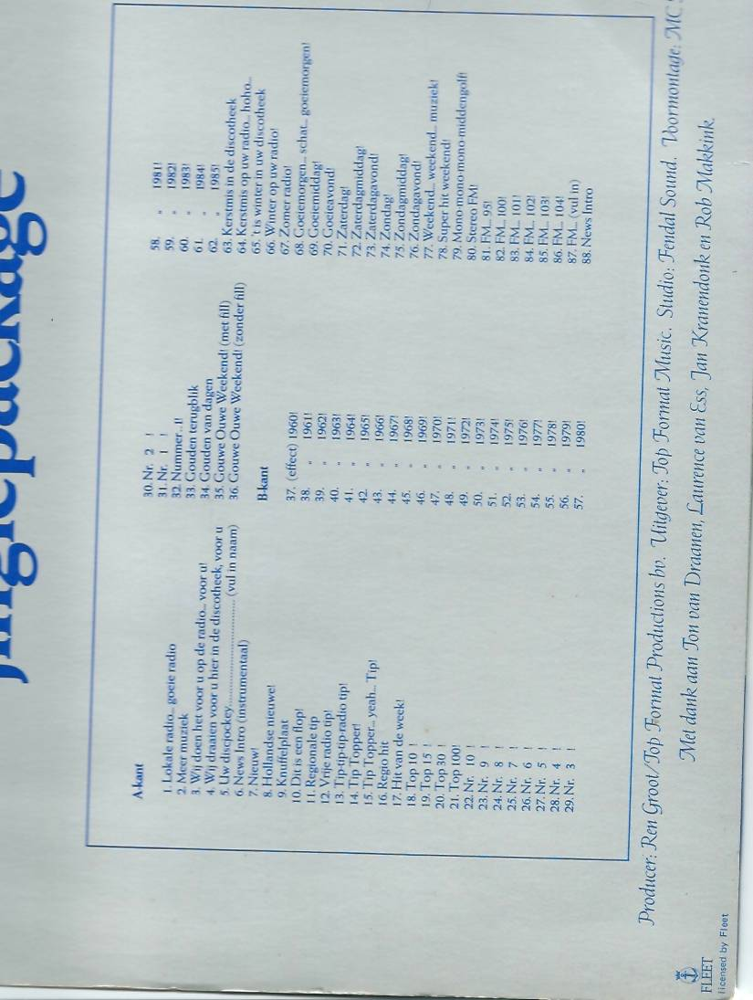 jinglepackage
A-kant
1. Lokale radio... goeie radio
2. Meer muziek
3. Wij doen het voor u op de radio... voor u!
4. Wij draaien voor u hier in de discotheek, voor u
5. Uw discjockey.................................... (vul in naam)
6. News Intro (instrumentaal)
7. Nieuw!
8. Hollandse nieuwe!
9. Knuffelplaat
10. Dit is een flop!
11. Regionale tip
12. Vrije radio tip!
13. Tip-tip-tip-radio tip!
14. Tip Topper!
15. Tip Topper... yeah... Tip!
16. Regio hit
17. Hit van de week!
18. Top 10 !
19. Top 15 !
20. Top 30 !
21. Top 100!
22. Nr. 10 !
23. Nr. 9 !
24. Nr. 8 !
25. Nr. 7 !
26. Nr. 6 !
27. Nr. 5 !
28. Nr. 4 !
29. Nr. 3 !
30. Nr. 2 !
31. Nr. 1 !
32. Nummer...1!
33. Gouden terugblik
34. Gouden van dagen
35. Gouwe Ouwe Weekend! (met fill)
36. Gouwe Ouwe Weekend! (zonder fill)
B-kant
37. (effect) 1960!
38. " 1961!
39. " 1962!
40. " 1963!
41. " 1964!
42. " 1965!
43. " 1966!
44. " 1967!
45. " 1968!
46. " 1969!
47. " 1970!
48. " 1971!
49. " 1972!
50. " 1973!
51. " 1974!
52. " 1975!
53. " 1976!
54. " 1977!
55. " 1978!
56. " 1979!
57. " 1980!
58. " 1981!
59. " 1982!
60. " 1983!
61. " 1984!
62. " 1985!
63. Kerstmis in de discotheek
64. Kerstmis op uw radio... hoho...
65. 't is winter in uw discotheek
66. Winter op uw radio!
67. Zomer radio!
68. Goeiemorgen... schat... goeiemorgen!
69. Goeiemiddag!
70. Goeieavond!
71. Zaterdag!
72. Zaterdagmiddag!
73. Zaterdagavond!
74. Zondag!
75. Zondagmiddag!
76. Zondagavond!
77. Weekend... weekend... muziek!
78. Super hit weekend!
79. Mono-mono-mono-middengolf!
80. Stereo FM!
81. FM... 95!
82. FM... 100!
83. FM... 101!
84. FM... 102!
85. FM... 103!
86. FM... 104!
87. FM... (vul in)
88. News Intro
Producer: Ren Groot/Top Format Productions bv. Uitgever: Top Format Music. Studio: Fendal Sound. Voormontage: MC
Met dank aan Ton van Draanen, Laurence van Ess, Jan Kranendonk en Rob Makkink.
FLEET
licensed by Fleet